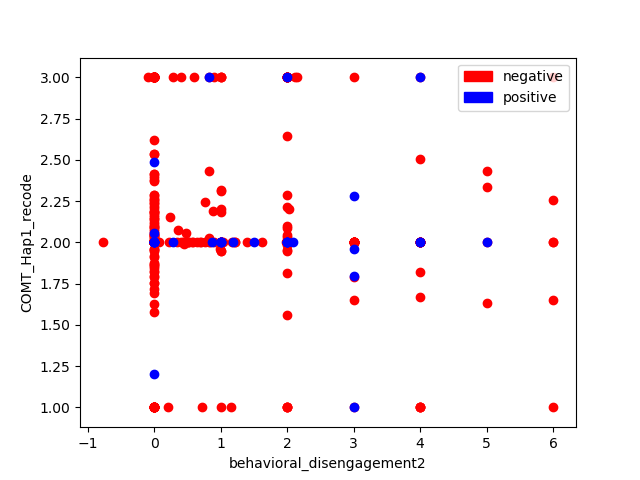 3.00
2.75
2.50
2.25
2.00
1.75
1.50
1.25
1.00
COMT_Hap1_recode
negative
positive
−1 0 1 2 3 4 5 6
behavioral_disengagement2